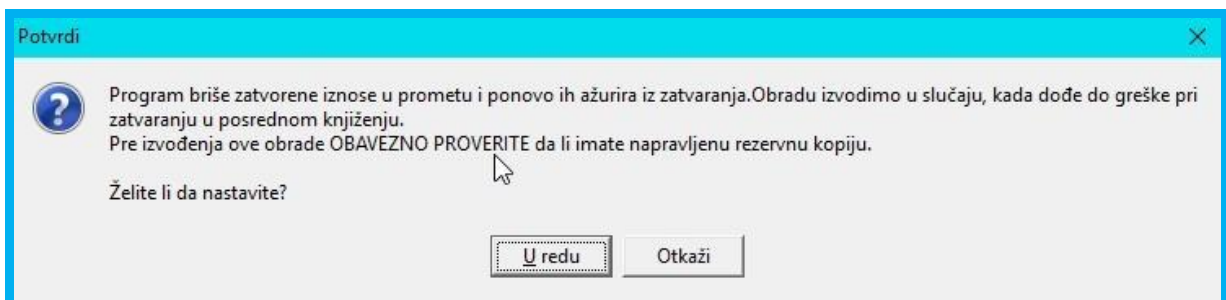 Potvrdi
Program briše zatvorene iznose u prometu i ponovo ih ažurira iz zatvaranja.Obradu izvodimo u slučaju, kada dođe do greške pri
zatvaranju u posrednom knjiženju.
Pre izvođenja ove obrade OBAVEZNO PROVERITE da li imate napravljenu rezervnu kopiju.
Želite li da nastavite?
U redu
Otkaži